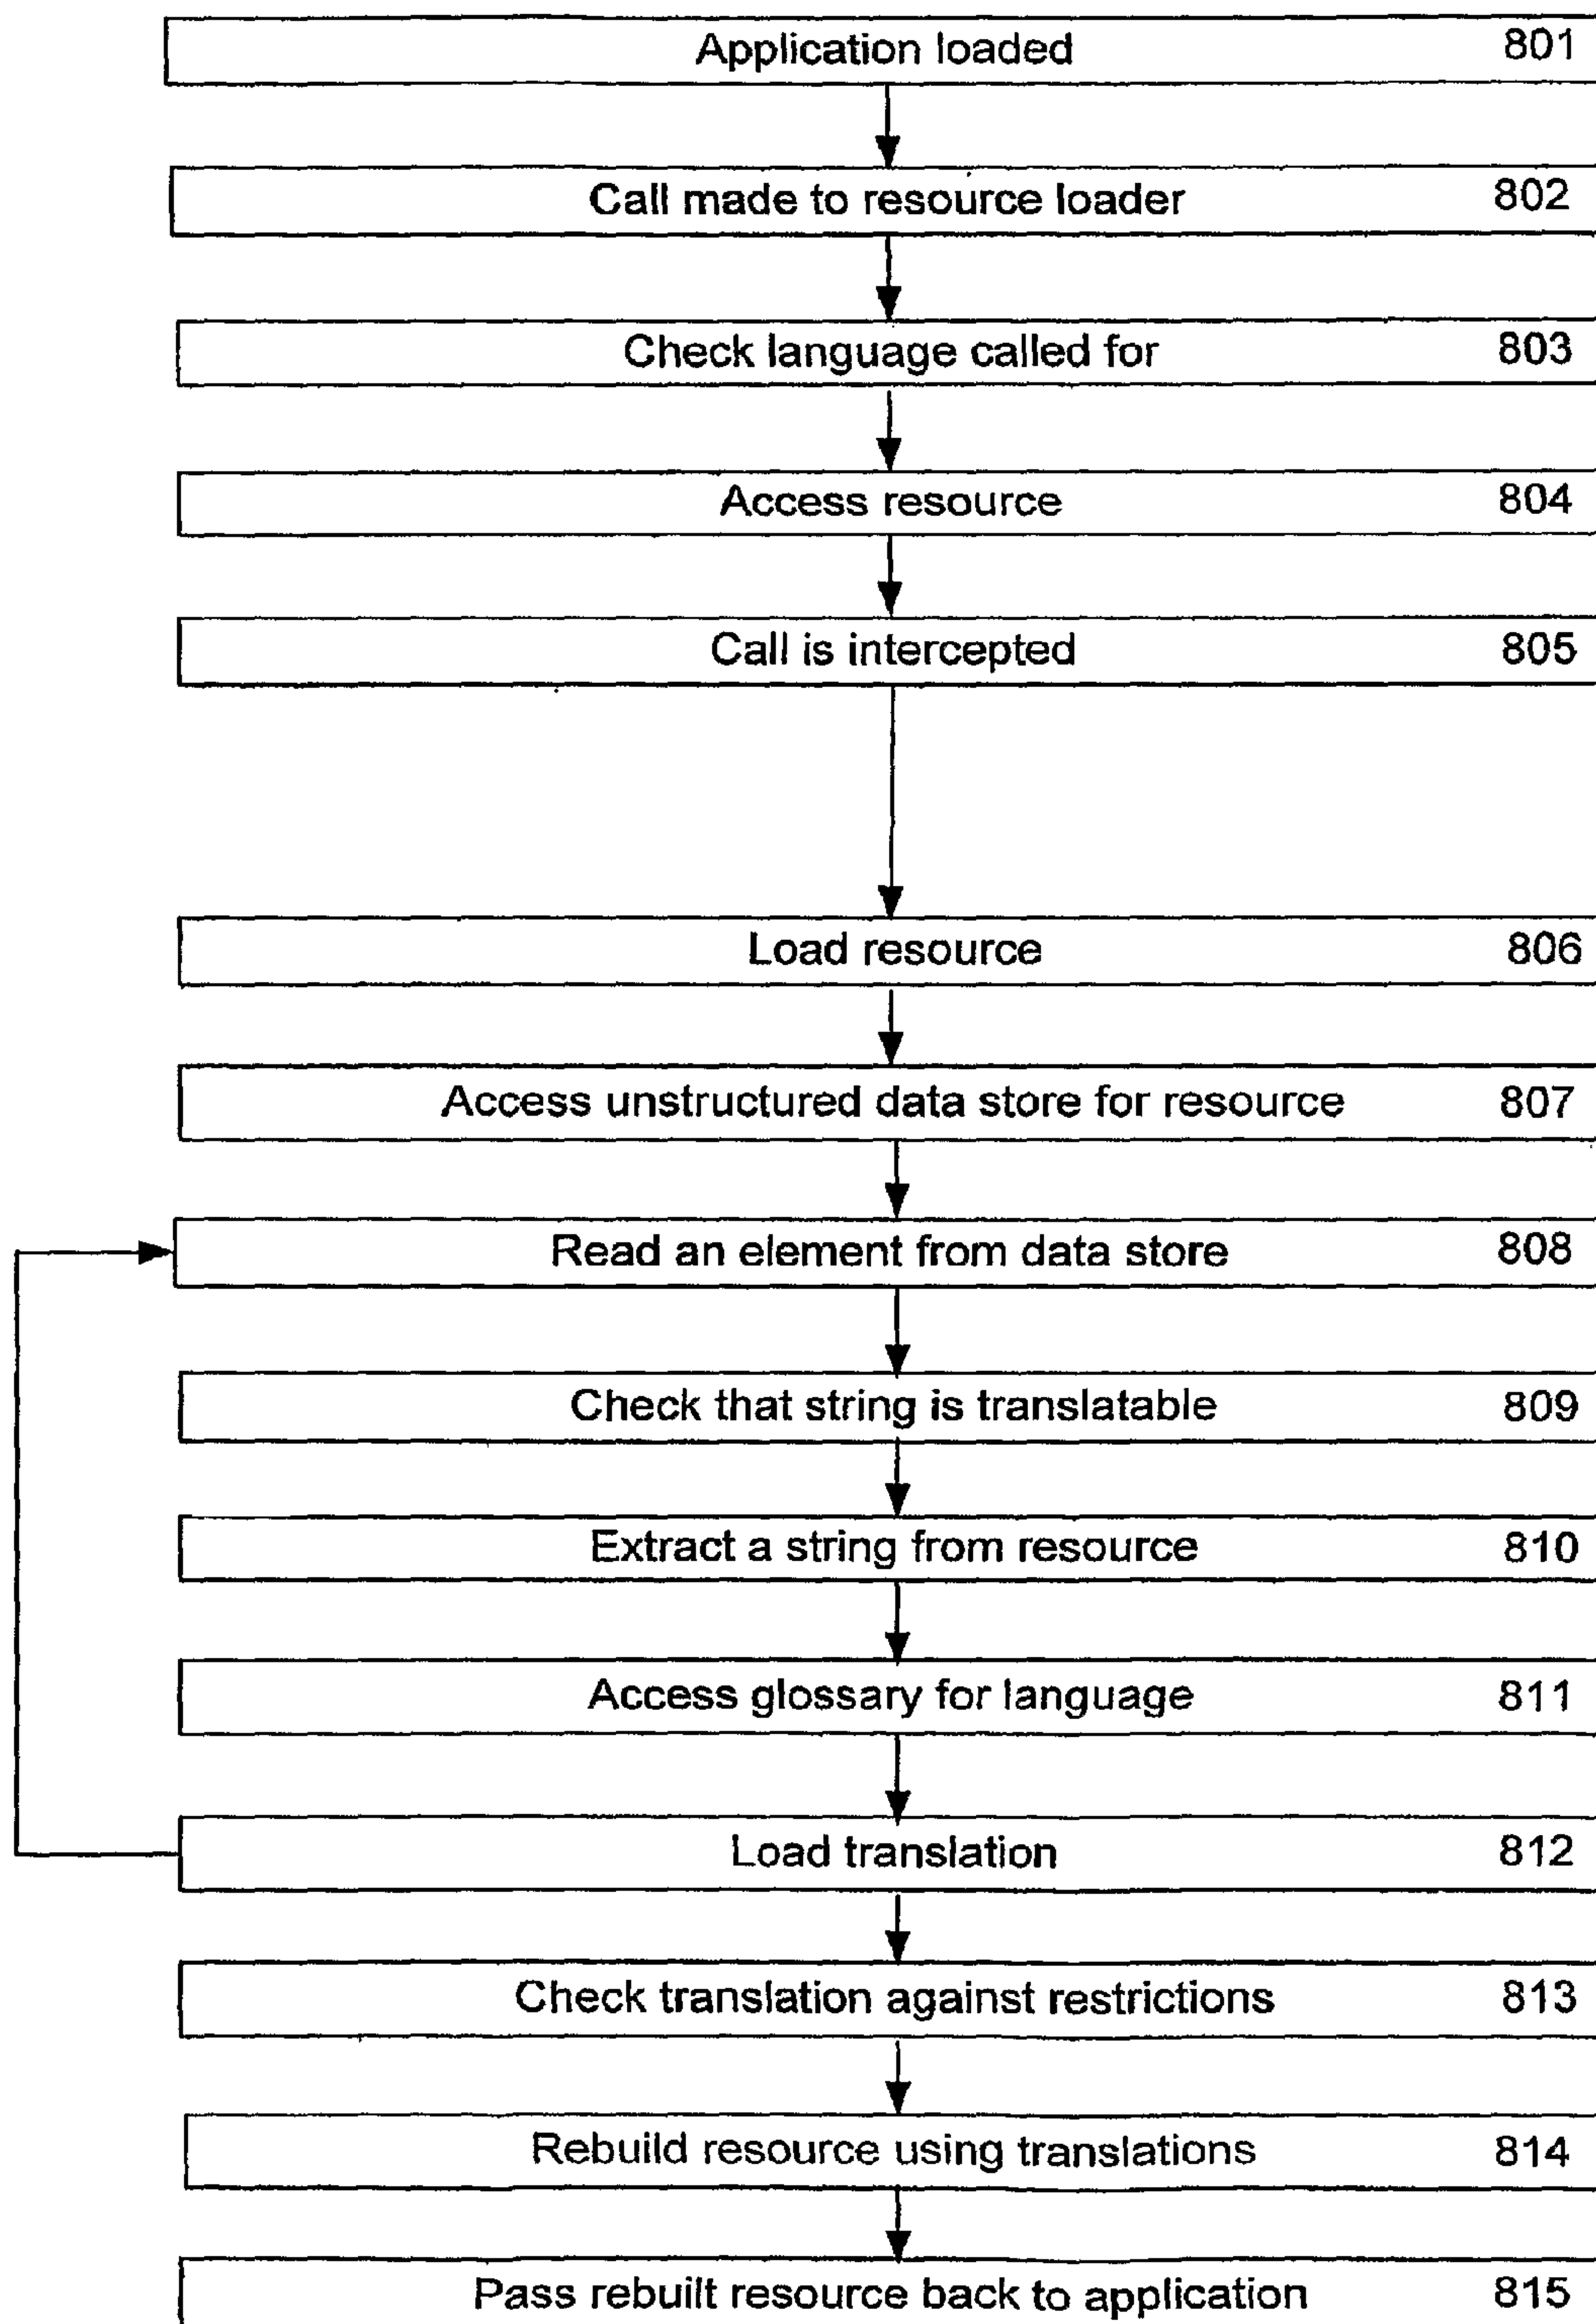 Application loaded 801
Call made to resource loader 802
Check language called for 803
Access resource 804
Call is intercepted 805
Load resource 806
Access unstructured data store for resource 807
Read an element from data store 808
Check that string is translatable 809
Extract a string from resource 810
Access glossary for language 811
Load translation 812
Check translation against restrictions 813
Rebuild resource using translations 814
Pass rebuilt resource back to application 815